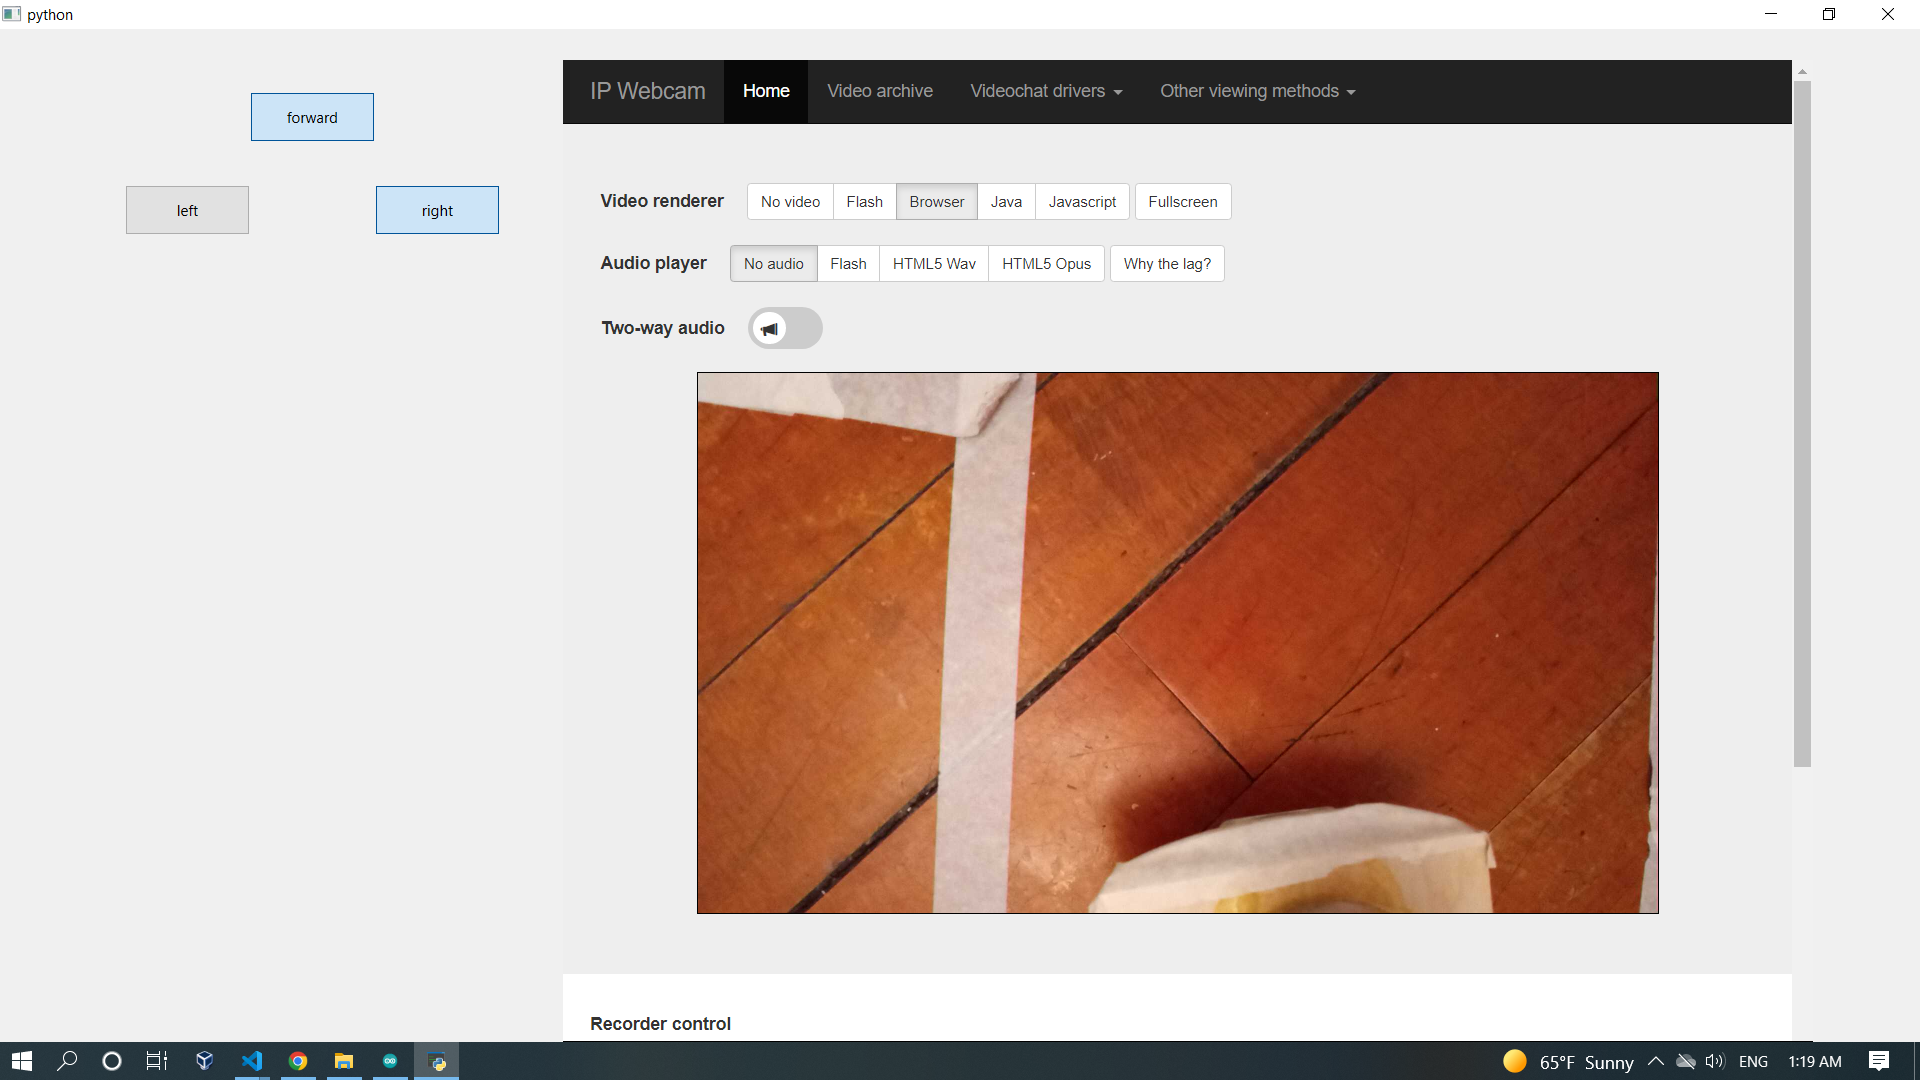 python
forward
left
right
IP Webcam Home Video archive Videochat drivers Other viewing methods
Video renderer No video Flash Browser Java Javascript Fullscreen
Audio player No audio Flash HTML5 Wav HTML5 Opus Why the lag?
Two-way audio
Recorder control
65°F Sunny ENG 1:19 AM